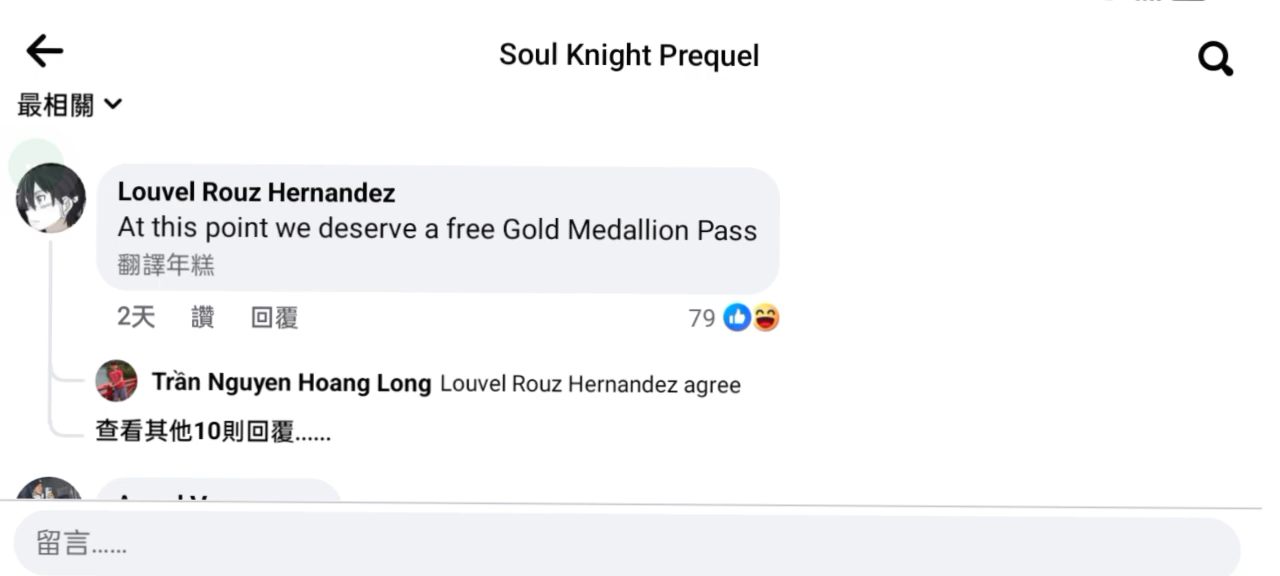 Soul Knight Prequel
最相關
Louvel Rouz Hernandez
At this point we deserve a free Gold Medallion Pass
翻譯年糕
2天 讚 回覆 79
Trần Nguyen Hoang Long Louvel Rouz Hernandez agree
查看其他10則回覆......
留言......